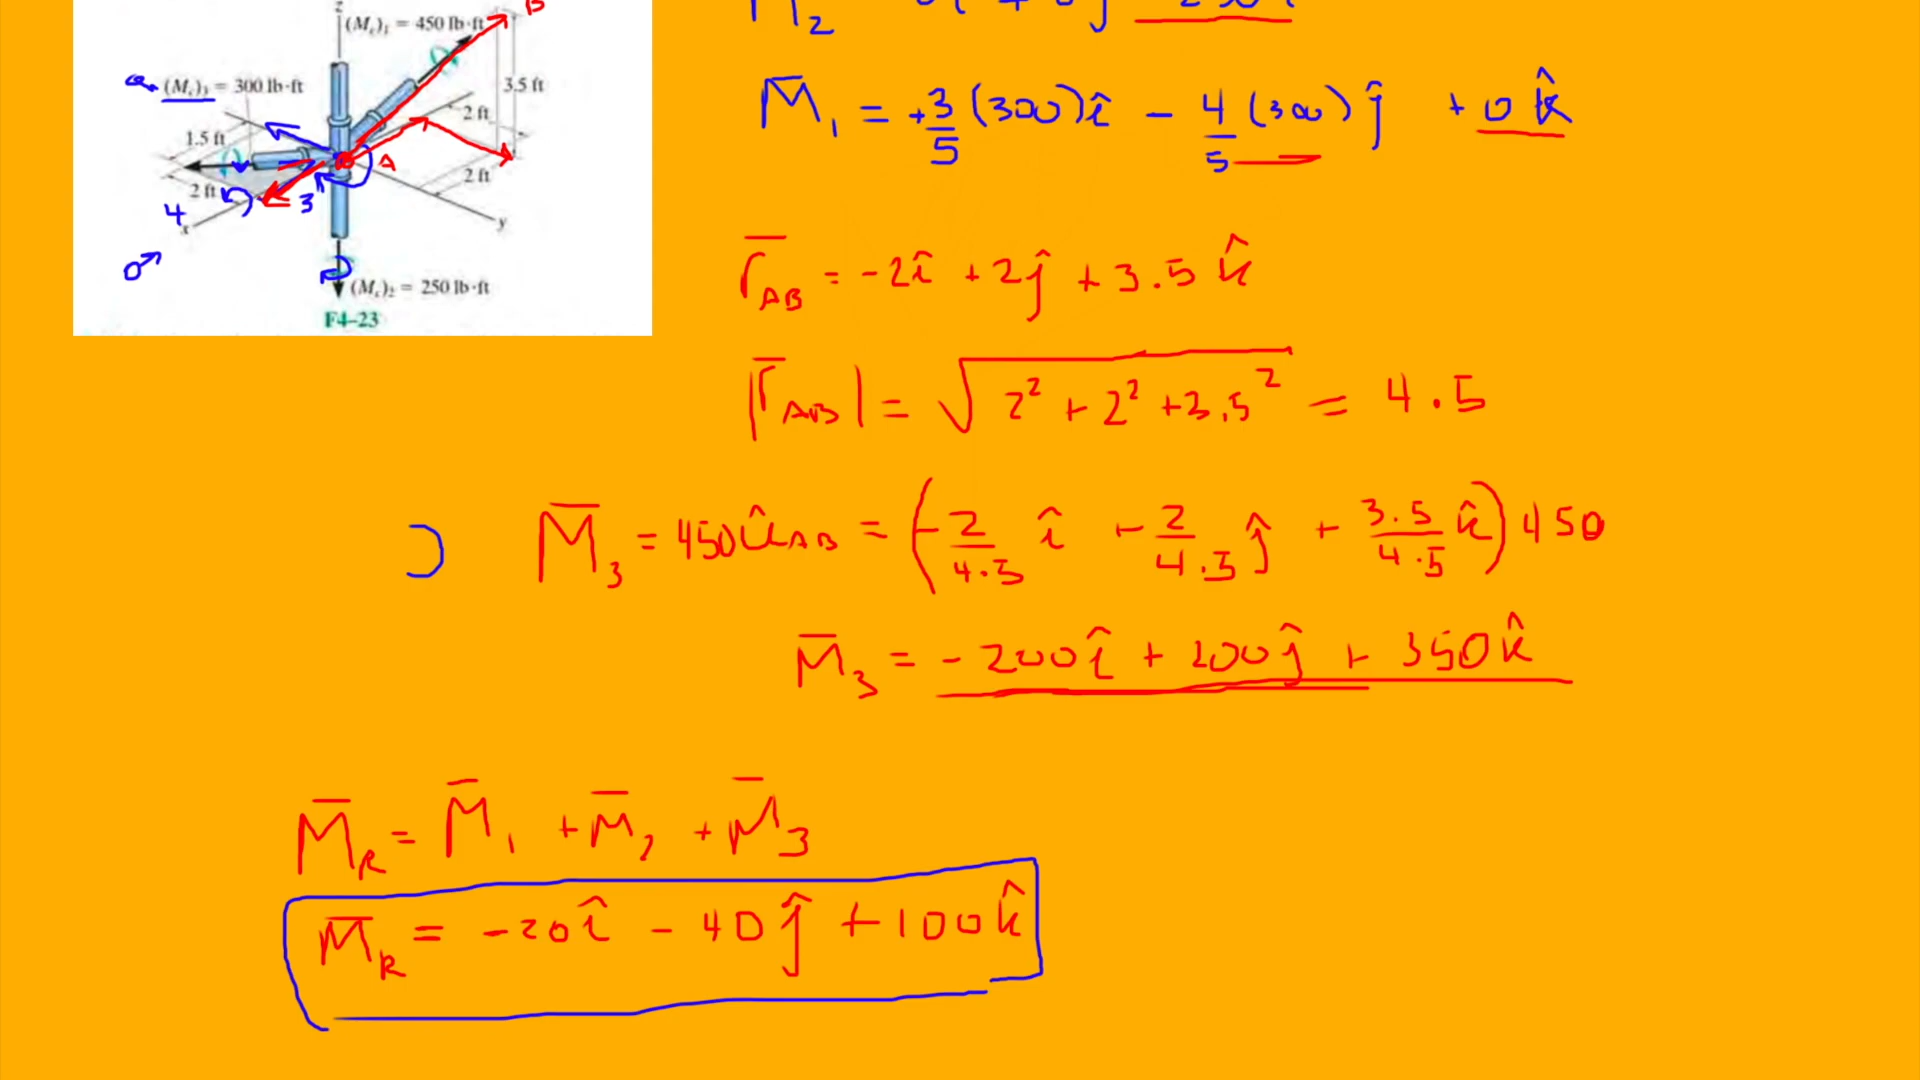 z
B
(M_c)₁ = 450 lb·ft
(M_c)₃ = 300 lb·ft
3.5 ft
2 ft
1.5 ft
A
2 ft
2 ft
3
4
x
y
(M_c)₂ = 250 lb·ft
F4–23
M̄₁ = +3/5 (300)î − 4/5 (300)ĵ + 0k̂
r̄_AB = -2î + 2ĵ + 3.5k̂
|r̄_AB| = √(2² + 2² + 3.5²) = 4.5
M̄₃ = 450û_AB = (-2/4.5 î + 2/4.5 ĵ + 3.5/4.5 k̂) 450
M̄₃ = -200î + 200ĵ + 350k̂
M̄_R = M̄₁ + M̄₂ + M̄₃
M̄_R = -20î - 40ĵ + 100k̂